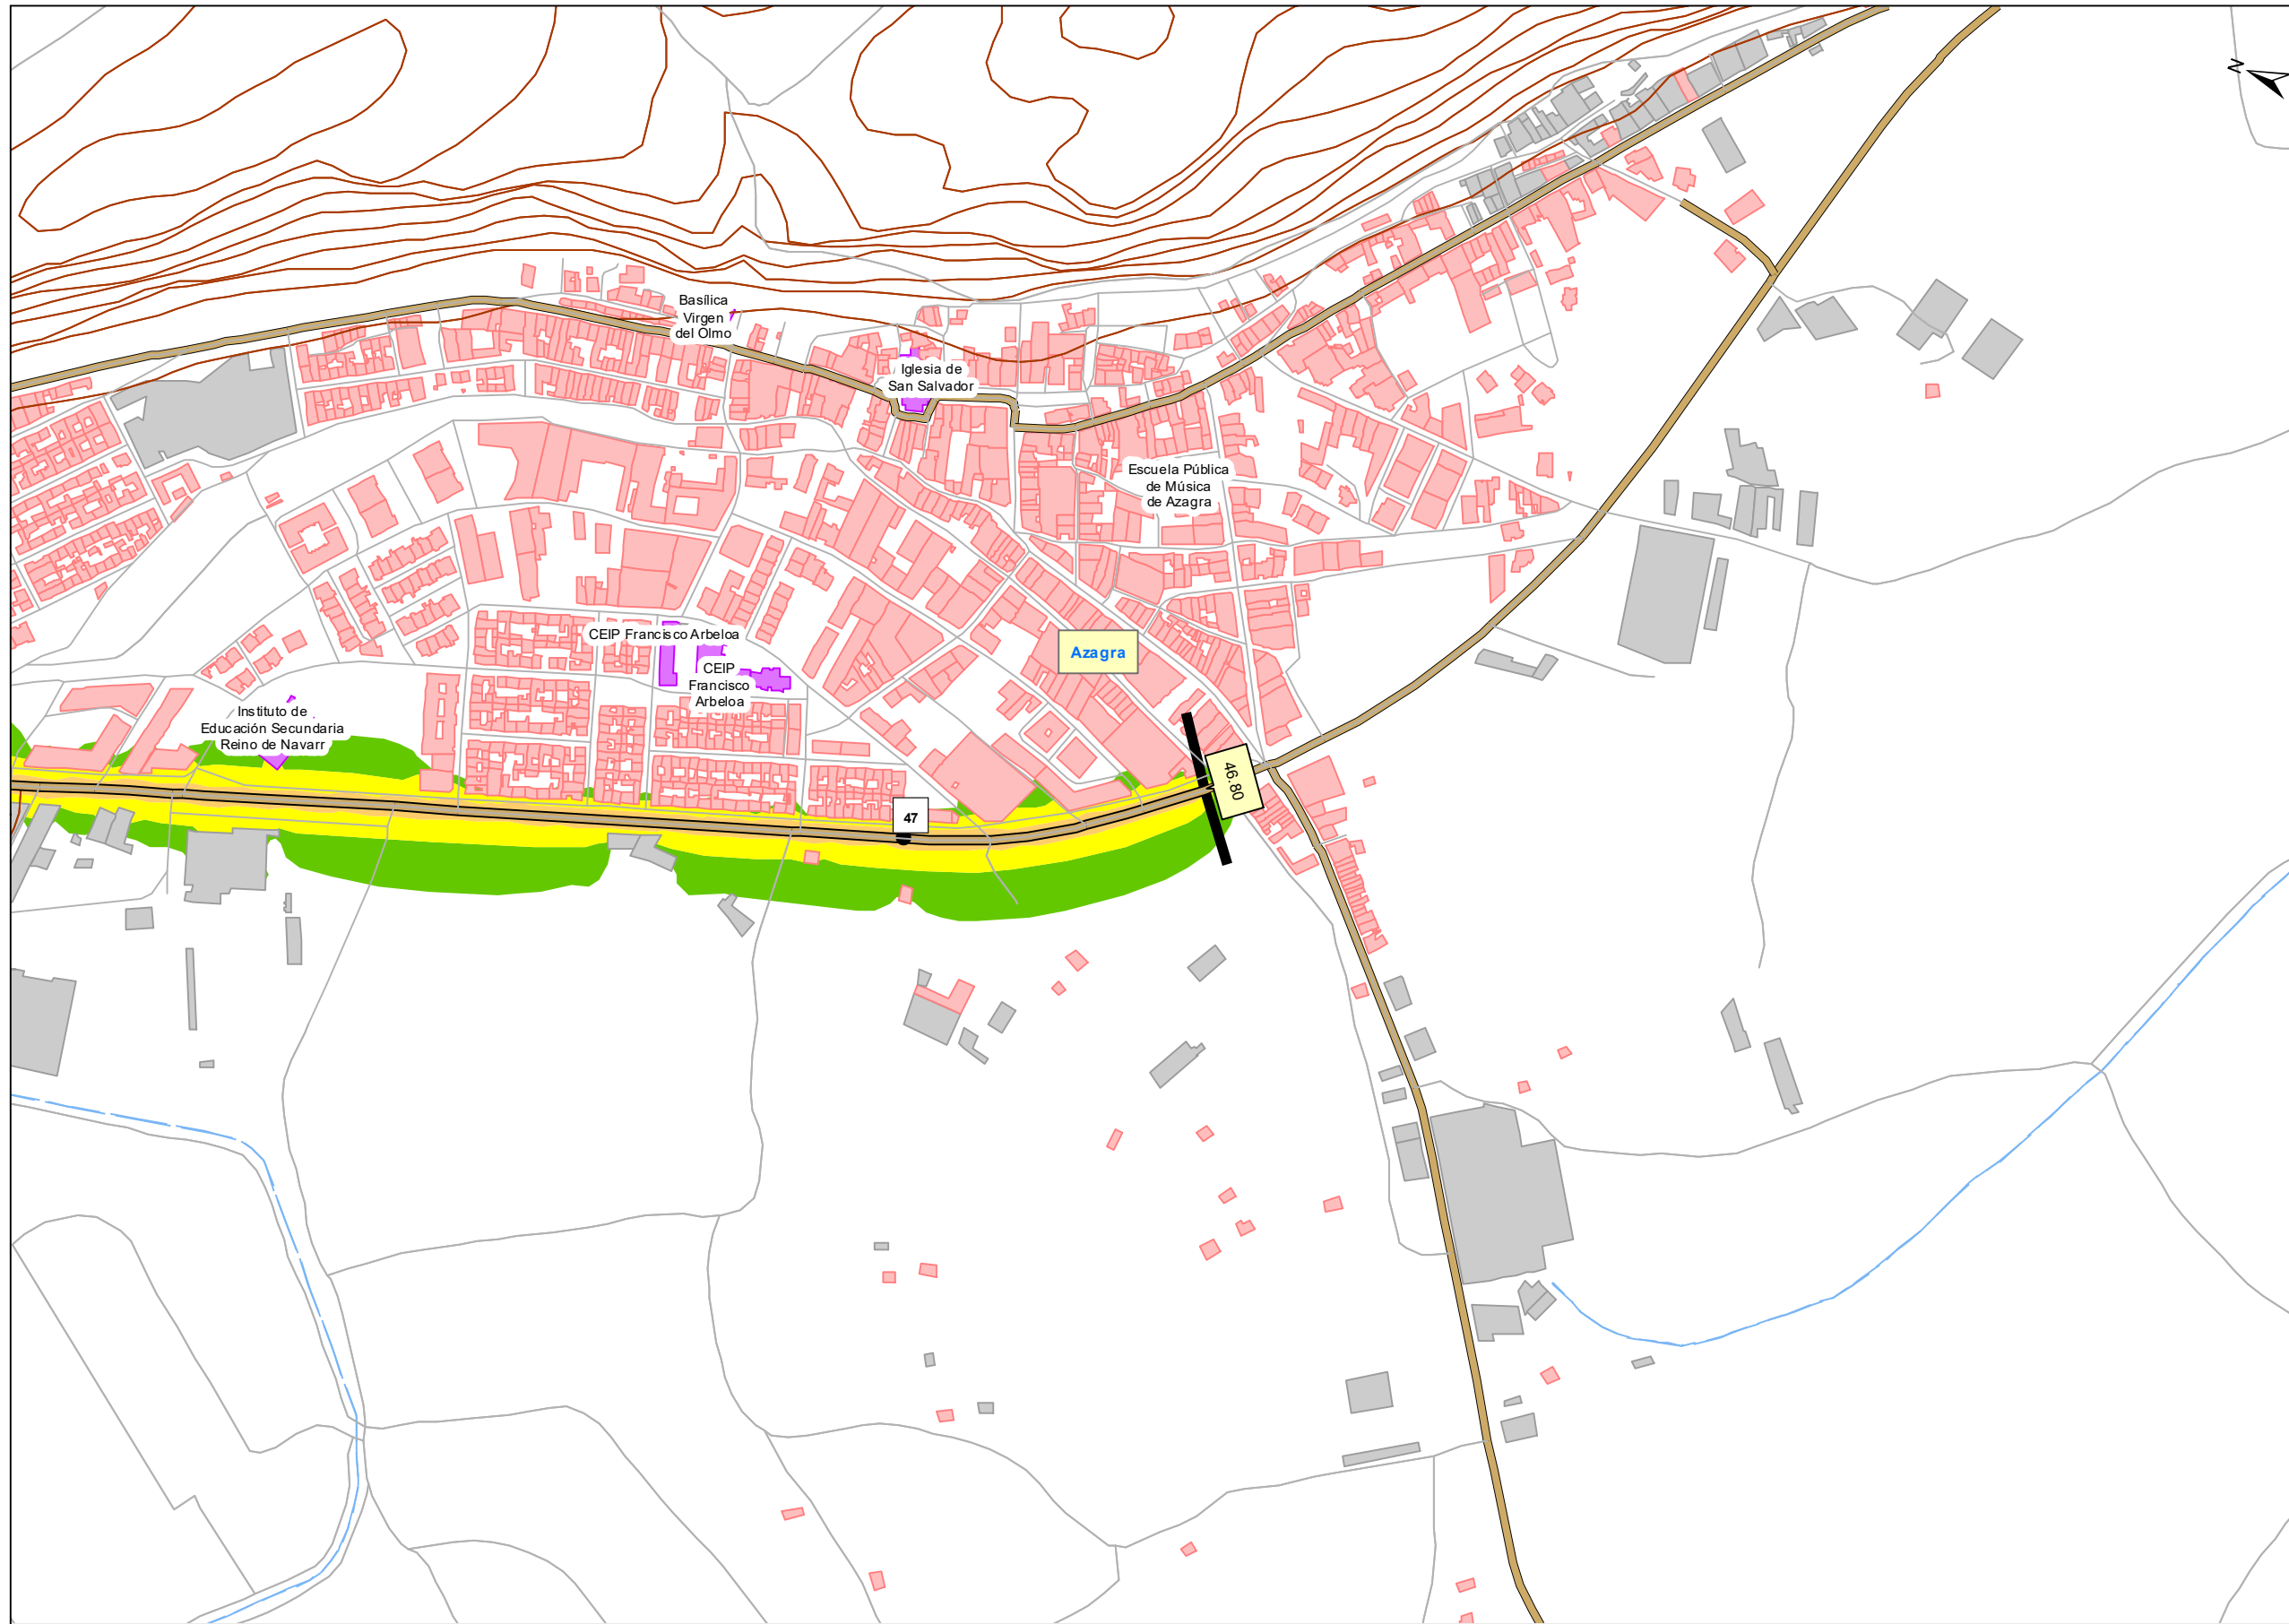 N
Basílica
Virgen
del Olmo
Iglesia de
San Salvador
Escuela Pública
de Música
de Azagra
CEIP Francisco Arbeloa
CEIP
Francisco
Arbeloa
Azagra
Instituto de
Educación Secundaria
Reino de Navarr
46.80
47